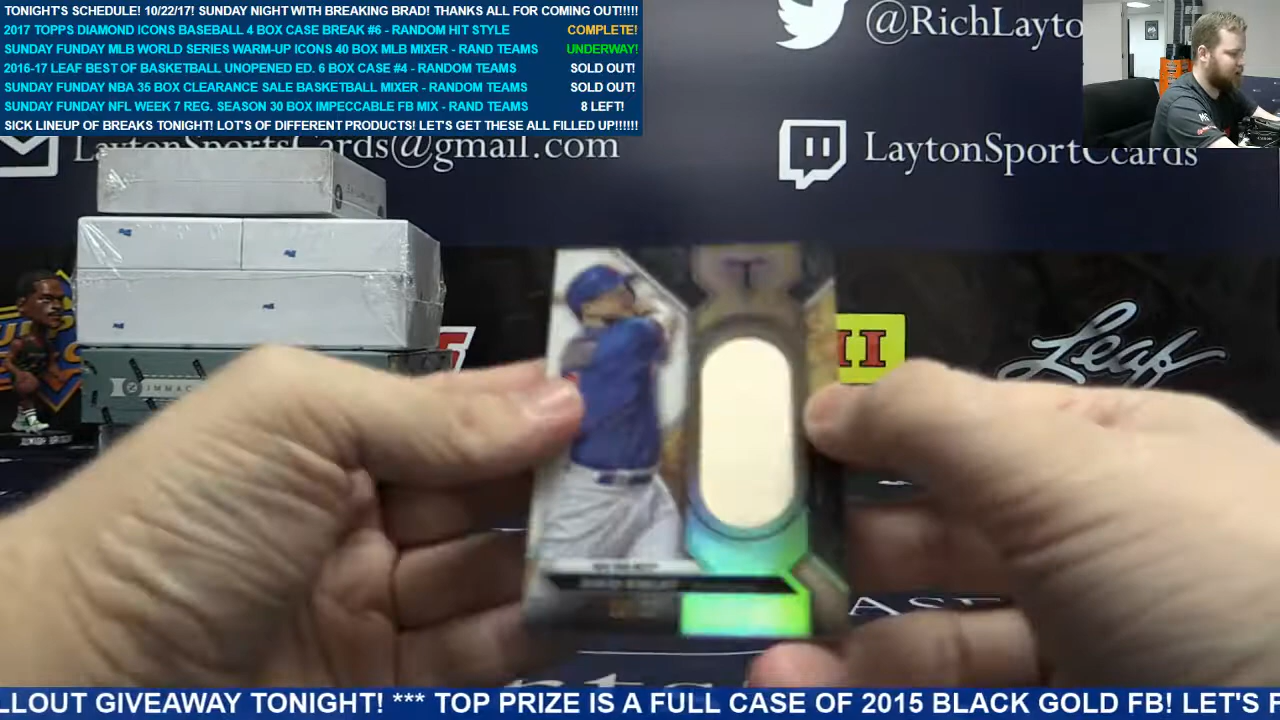 TONIGHT'S SCHEDULE! 10/22/17! SUNDAY NIGHT WITH BREAKING BRAD! THANKS ALL FOR COMING OUT!!!!!
2017 TOPPS DIAMOND ICONS BASEBALL 4 BOX CASE BREAK #6 - RANDOM HIT STYLE COMPLETE!
SUNDAY FUNDAY MLB WORLD SERIES WARM-UP ICONS 40 BOX MLB MIXER - RAND TEAMS UNDERWAY!
2016-17 LEAF BEST OF BASKETBALL UNOPENED ED. 6 BOX CASE #4 - RANDOM TEAMS SOLD OUT!
SUNDAY FUNDAY NBA 35 BOX CLEARANCE SALE BASKETBALL MIXER - RANDOM TEAMS SOLD OUT!
SUNDAY FUNDAY NFL WEEK 7 REG. SEASON 30 BOX IMPECCABLE FB MIX - RAND TEAMS 8 LEFT!
SICK LINEUP OF BREAKS TONIGHT! LOT'S OF DIFFERENT PRODUCTS! LET'S GET THESE ALL FILLED UP!!!!!!
@RichLayto
LaytonSportsCards@gmail.com
LaytonSportCcards
Leaf
IMMAC
LLOUT GIVEAWAY TONIGHT! *** TOP PRIZE IS A FULL CASE OF 2015 BLACK GOLD FB! LET'S F